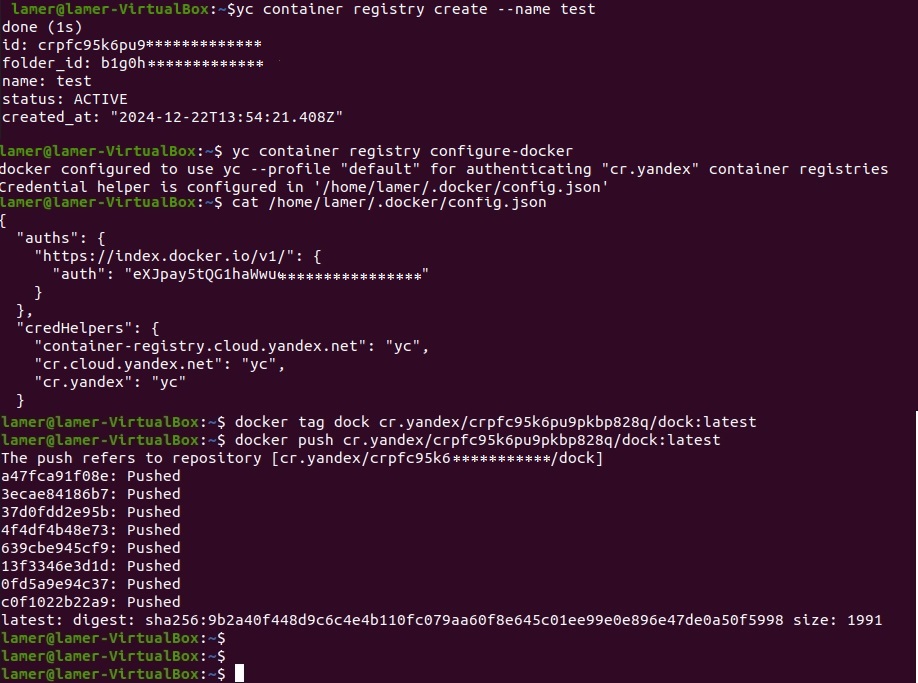 lamer@lamer-VirtualBox:~$yc container registry create --name test
done (1s)
id: crpfc95k6pu9*************
folder_id: b1g0h*************
name: test
status: ACTIVE
created_at: "2024-12-22T13:54:21.408Z"
lamer@lamer-VirtualBox:~$ yc container registry configure-docker
docker configured to use yc --profile "default" for authenticating "cr.yandex" container registries
Credential helper is configured in '/home/lamer/.docker/config.json'
lamer@lamer-VirtualBox:~$ cat /home/lamer/.docker/config.json
{
  "auths": {
    "https://index.docker.io/v1/": {
      "auth": "eXJpay5tQG1haWwu****************"
    }
  },
  "credHelpers": {
    "container-registry.cloud.yandex.net": "yc",
    "cr.cloud.yandex.net": "yc",
    "cr.yandex": "yc"
  }
lamer@lamer-VirtualBox:~$ docker tag dock cr.yandex/crpfc95k6pu9pkbp828q/dock:latest
lamer@lamer-VirtualBox:~$ docker push cr.yandex/crpfc95k6pu9pkbp828q/dock:latest
The push refers to repository [cr.yandex/crpfc95k6***********/dock]
a47fca91f08e: Pushed
3ecae84186b7: Pushed
37d0fdd2e95b: Pushed
4f4df4b48e73: Pushed
639cbe945cf9: Pushed
13f3346e3d1d: Pushed
0fd5a9e94c37: Pushed
c0f1022b22a9: Pushed
latest: digest: sha256:9b2a40f448d9c6c4e4b110fc079aa60f8e645c01ee99e0e896e47de0a50f5998 size: 1991
lamer@lamer-VirtualBox:~$
lamer@lamer-VirtualBox:~$
lamer@lamer-VirtualBox:~$